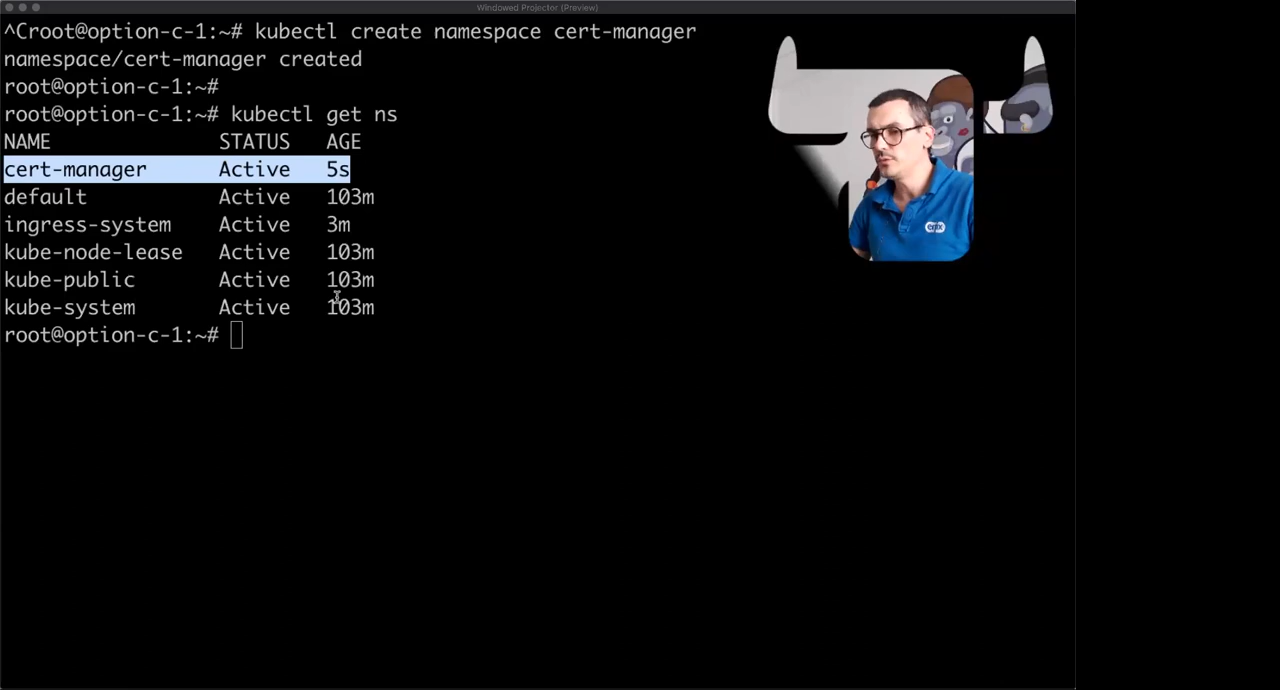 Windowed Projector (Preview)
^Croot@option-c-1:~# kubectl create namespace cert-manager
namespace/cert-manager created
root@option-c-1:~#
root@option-c-1:~# kubectl get ns
NAME STATUS AGE
cert-manager Active 5s
default Active 103m
ingress-system Active 3m
kube-node-lease Active 103m
kube-public Active 103m
kube-system Active 103m
root@option-c-1:~#
enix